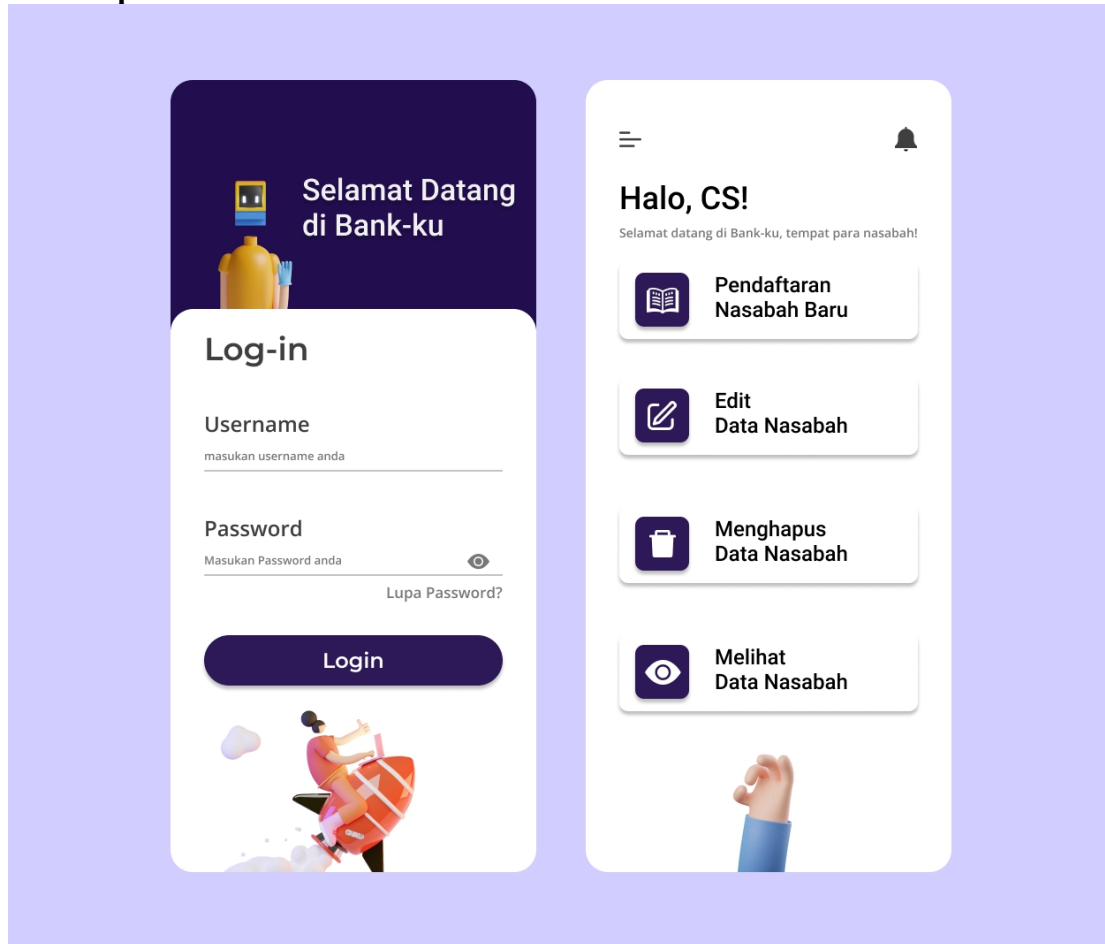 Selamat Datang
di Bank-ku
Log-in
Username
masukan username anda
Password
Masukan Password anda
Lupa Password?
Login
Halo, CS!
Selamat datang di Bank-ku, tempat para nasabah!
Pendaftaran
Nasabah Baru
Edit
Data Nasabah
Menghapus
Data Nasabah
Melihat
Data Nasabah